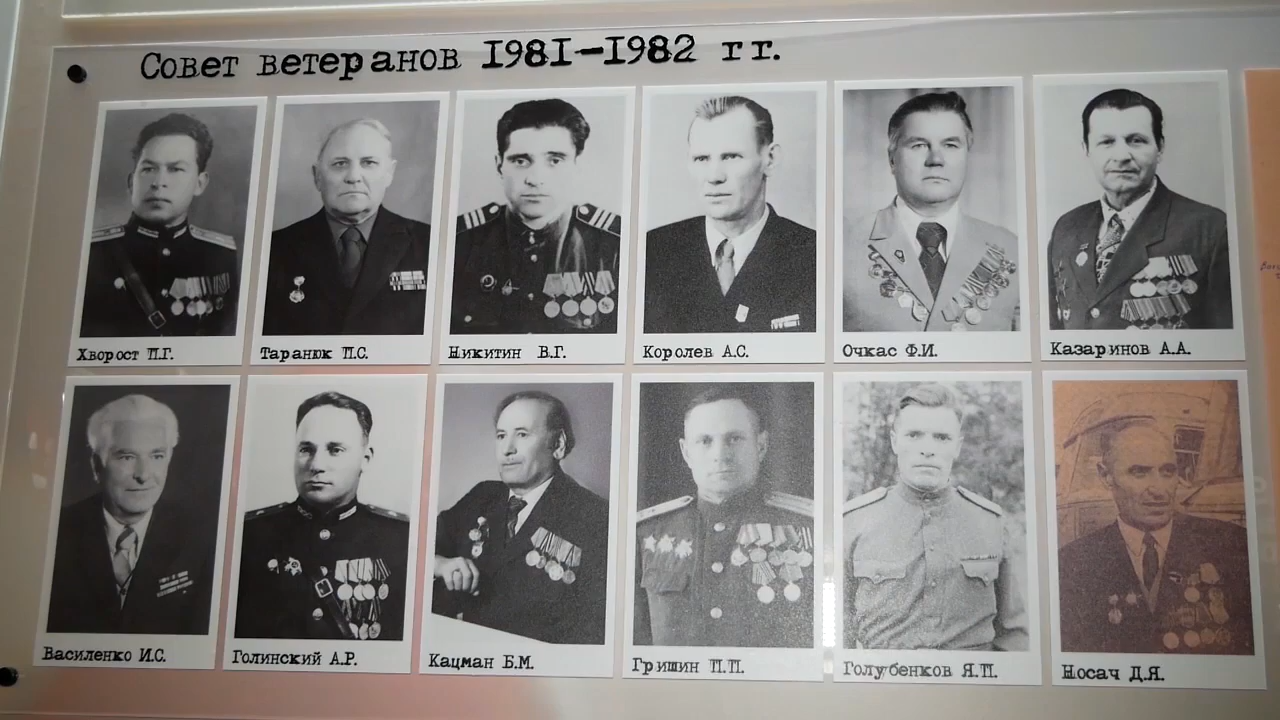 Совет ветеранов 1981-1982 гг.
Хворост П.Г.
Таранюк П.С.
Никитин В.Г.
Королев А.С.
Очкас Ф.И.
Казаринов А.А.
Василенко И.С.
Голинский А.Р.
Кацман Б.М.
Гришин П.П.
Голубенков Я.П.
Носач Д.Я.